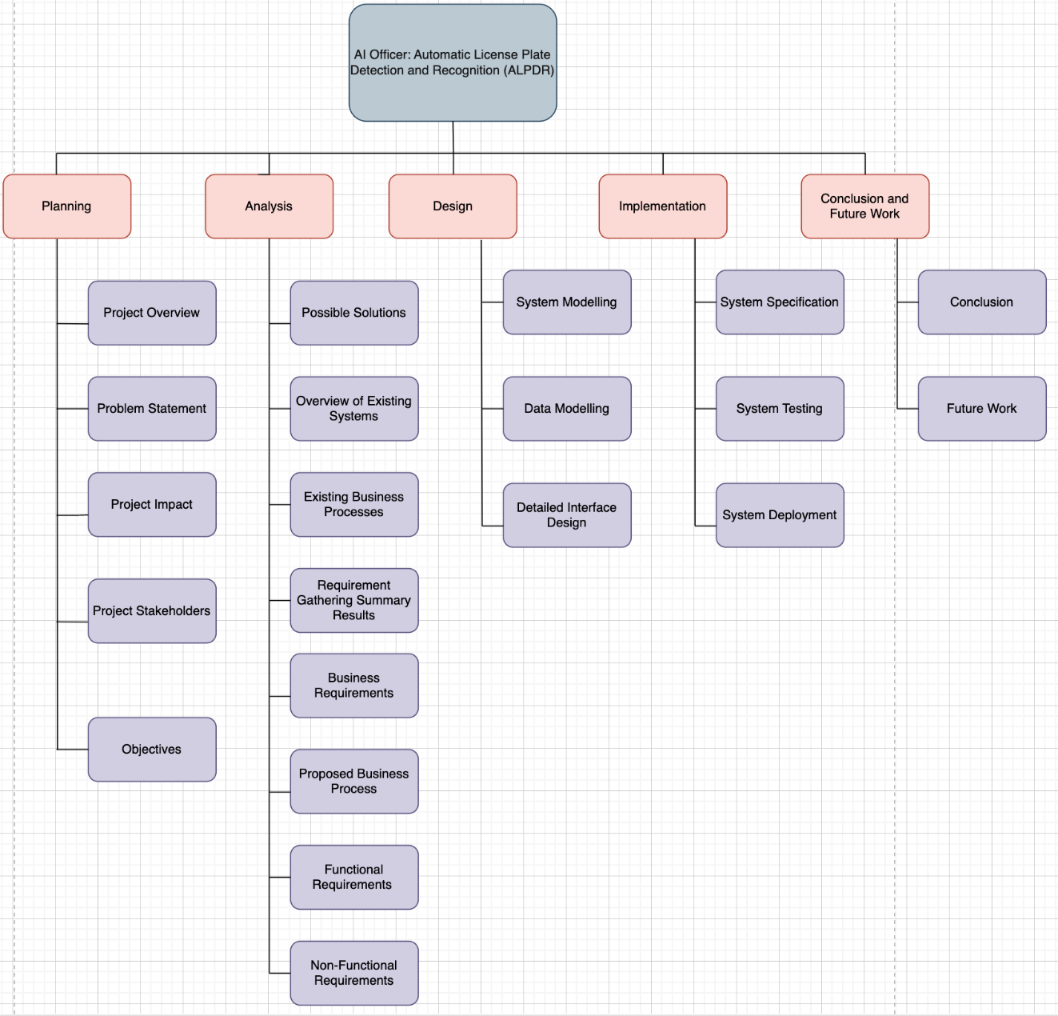 AI Officer: Automatic License Plate
Detection and Recognition (ALPDR)
Planning
Analysis
Design
Implementation
Conclusion and
Future Work
Project Overview
Problem Statement
Project Impact
Project Stakeholders
Objectives
Possible Solutions
Overview of Existing
Systems
Existing Business
Processes
Requirement
Gathering Summary
Results
Business
Requirements
Proposed Business
Process
Functional
Requirements
Non-Functional
Requirements
System Modelling
Data Modelling
Detailed Interface
Design
System Specification
System Testing
System Deployment
Conclusion
Future Work